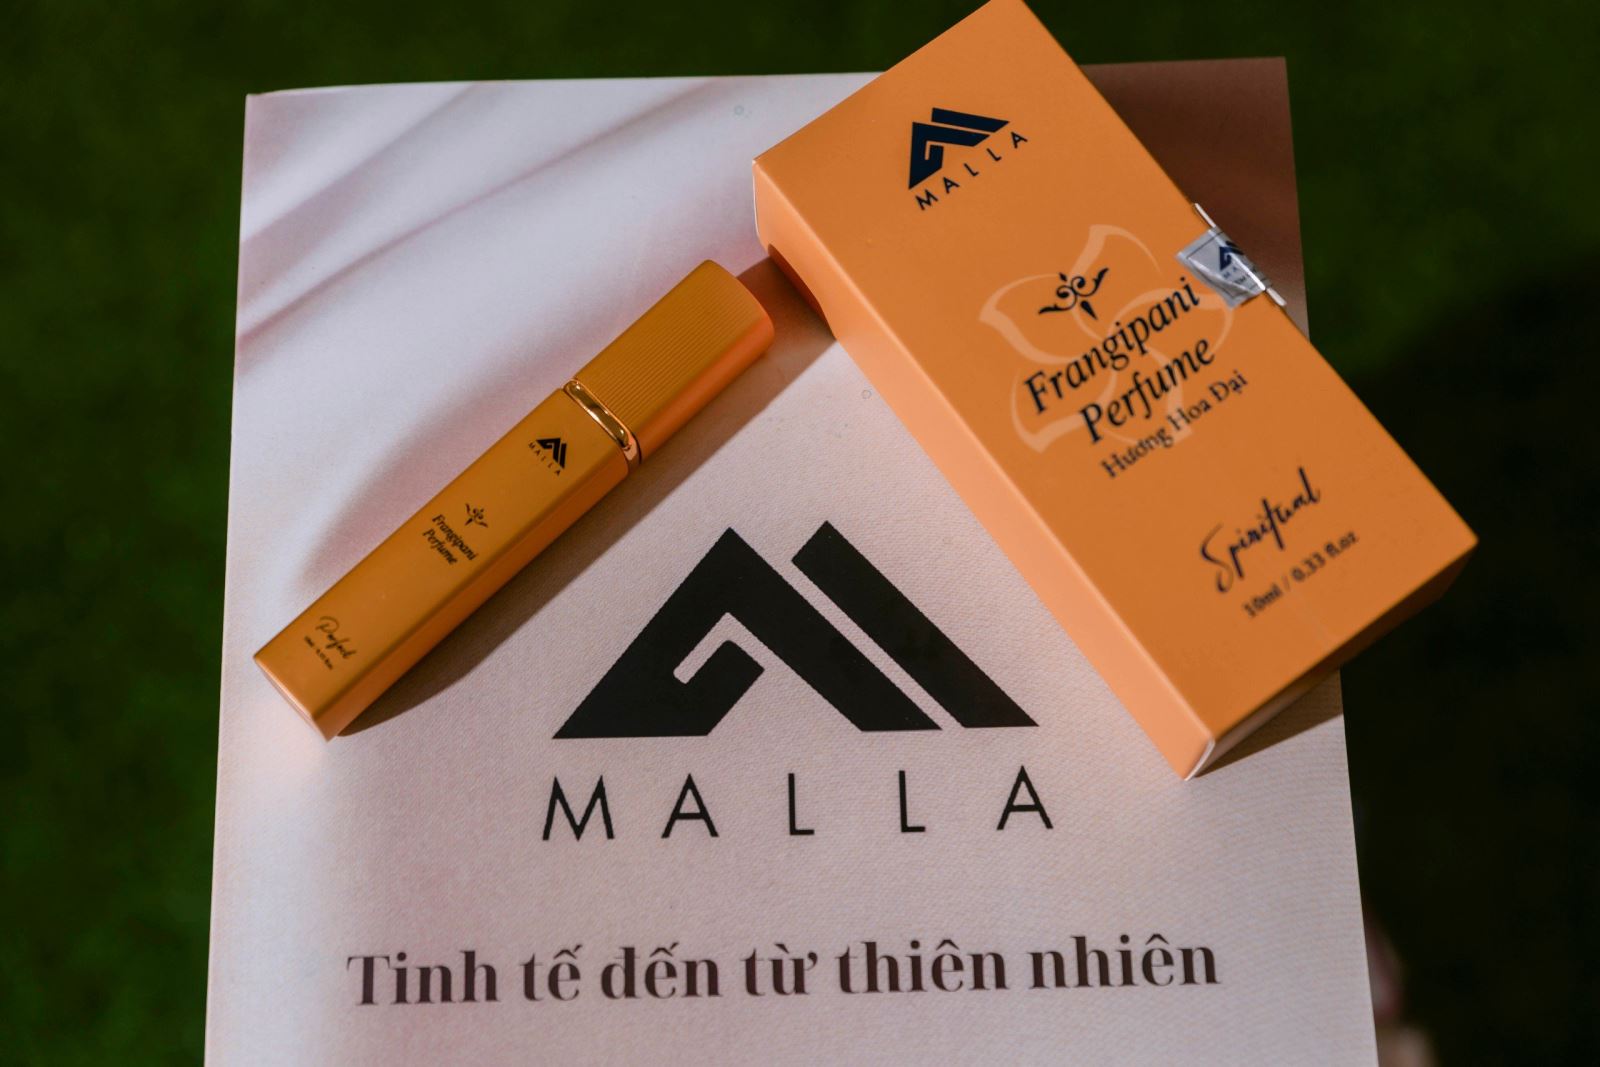 MALLA
Frangipani
Perfume
Hương Hoa Dại
Spiritual
10ml / 0.33 fl.oz
MALLA
Frangipani
Perfume
MALLA
Tinh tế đến từ thiên nhiên